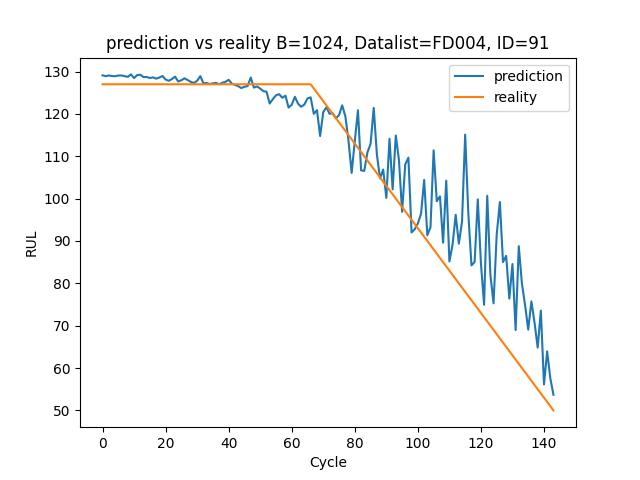 prediction vs reality B=1024, Datalist=FD004, ID=91
prediction
reality
RUL
130
120
110
100
90
80
70
60
50
0 20 40 60 80 100 120 140
Cycle